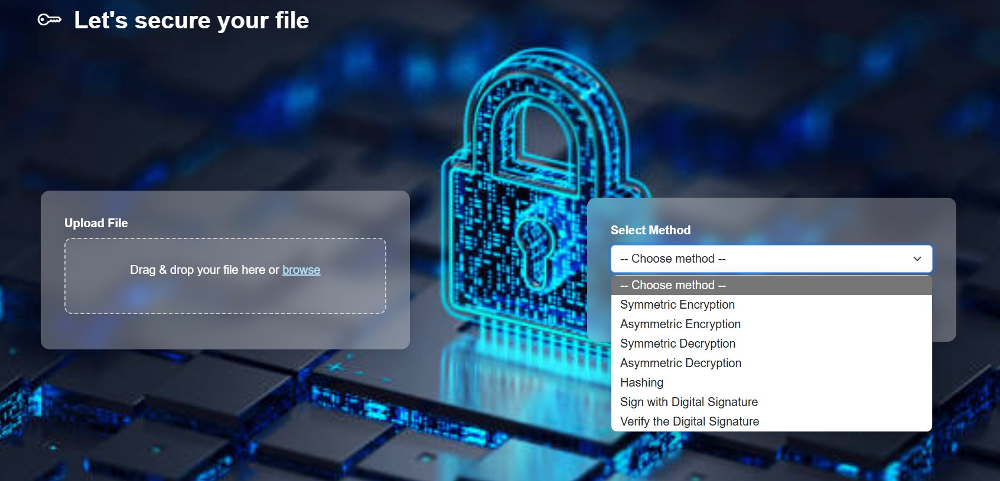 Let's secure your file
Upload File
Drag & drop your file here or browse
Select Method
-- Choose method --
-- Choose method --
Symmetric Encryption
Asymmetric Encryption
Symmetric Decryption
Asymmetric Decryption
Hashing
Sign with Digital Signature
Verify the Digital Signature